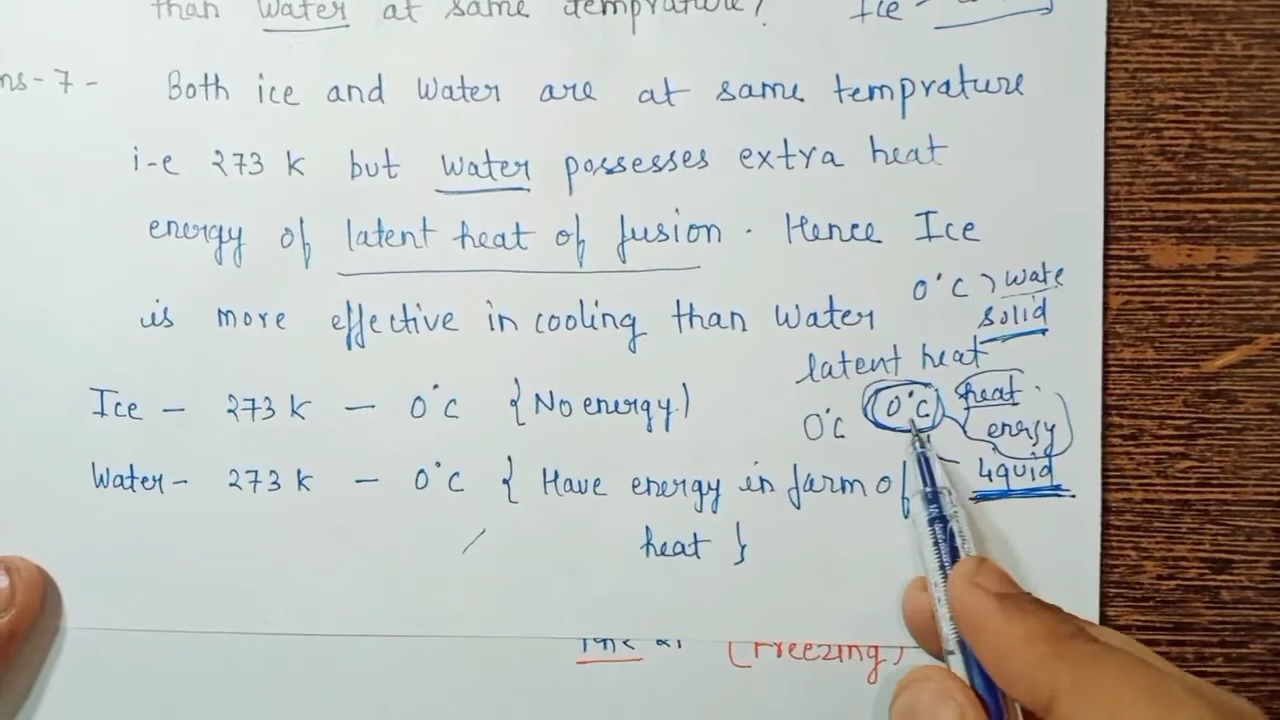 than Water at same temprature? Ice
ns-7- Both ice and water are at same temprature
i-e 273 K but water possesses extra heat
energy of latent heat of fusion. Hence Ice
is more effective in cooling than water
0°C wate
solid
latent heat
Ice - 273 K - 0°C {No energy)
0°C 0°C heat
energy
Water - 273 K - 0°C { Have energy in farm of
liquid
heat }
(Freezing)